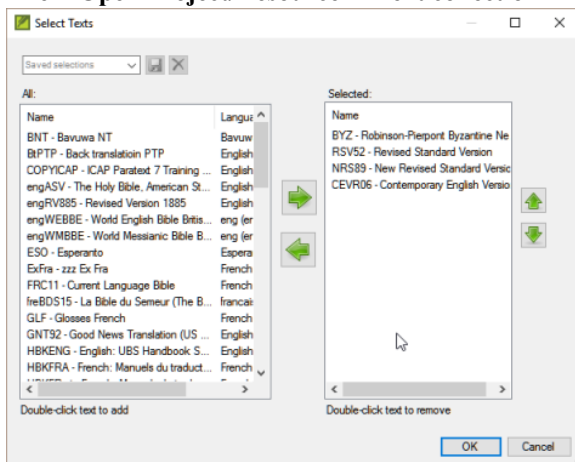 Select Texts
Saved selections
All:
Name Langua
BNT - Bavuwa NT Bavuw
BtPTP - Back translatioin PTP English
COPYICAP - ICAP Paratext 7 Training ... English
engASV - The Holy Bible, American St... English
engRV885 - Revised Version 1885 English
engWEBBE - World English Bible Britis... eng (er
engWMBBE - World Messianic Bible B... eng (er
ESO - Esperanto Espera
ExFra - zzz Ex Fra French
FRC11 - Current Language Bible French
freBDS15 - La Bible du Semeur (The B... francais
GLF - Glosses French French
GNT92 - Good News Translation (US ... English
HBKENG - English: UBS Handbook S... English
HBKFRA - French: Manuels du traduct... French
Double-click text to add
Selected:
Name
BYZ - Robinson-Pierpont Byzantine Ne
RSV52 - Revised Standard Version
NRS89 - New Revised Standard Versic
CEVR06 - Contemporary English Versio
Double-click text to remove
OK Cancel